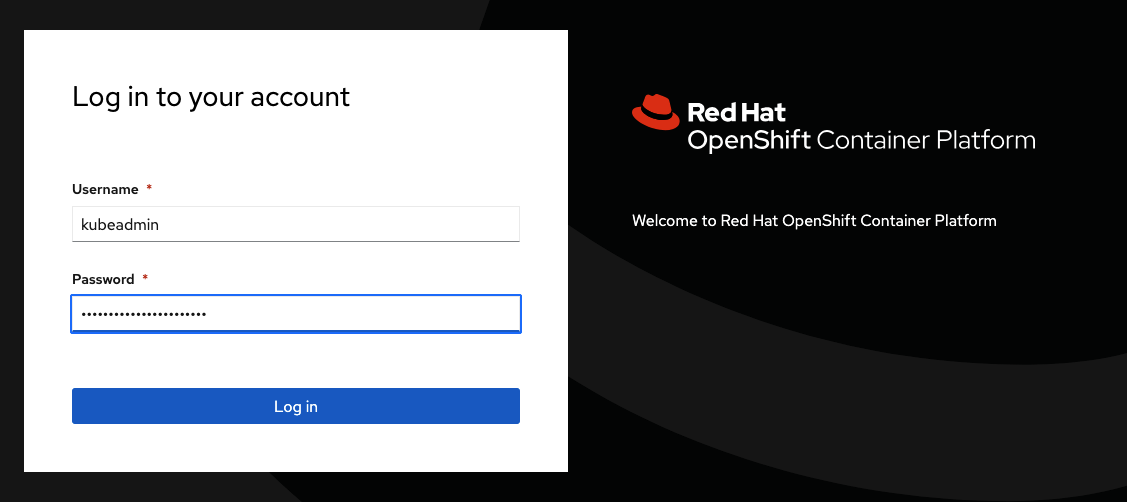 Log in to your account
Username *
kubeadmin
Password *
•••••••••••••••••••••••
Log in
Red Hat
OpenShift Container Platform
Welcome to Red Hat OpenShift Container Platform